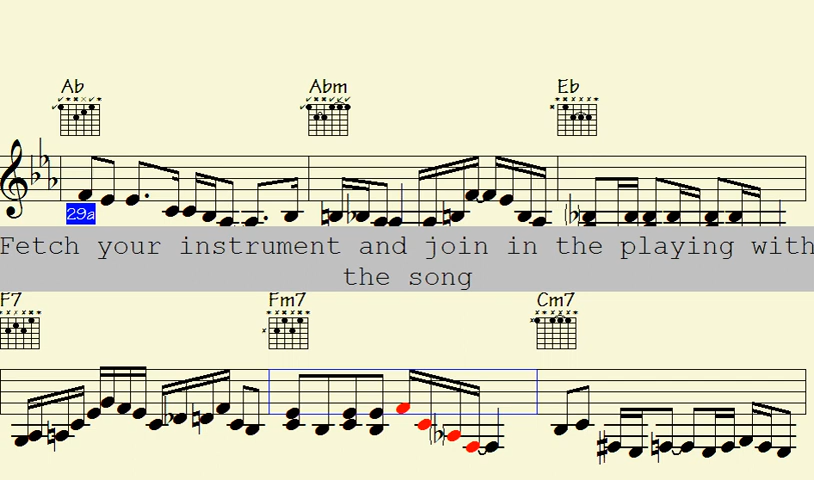 Ab Abm Eb
29a
Fetch your instrument and join in the playing with
the song
F7 Fm7 Cm7